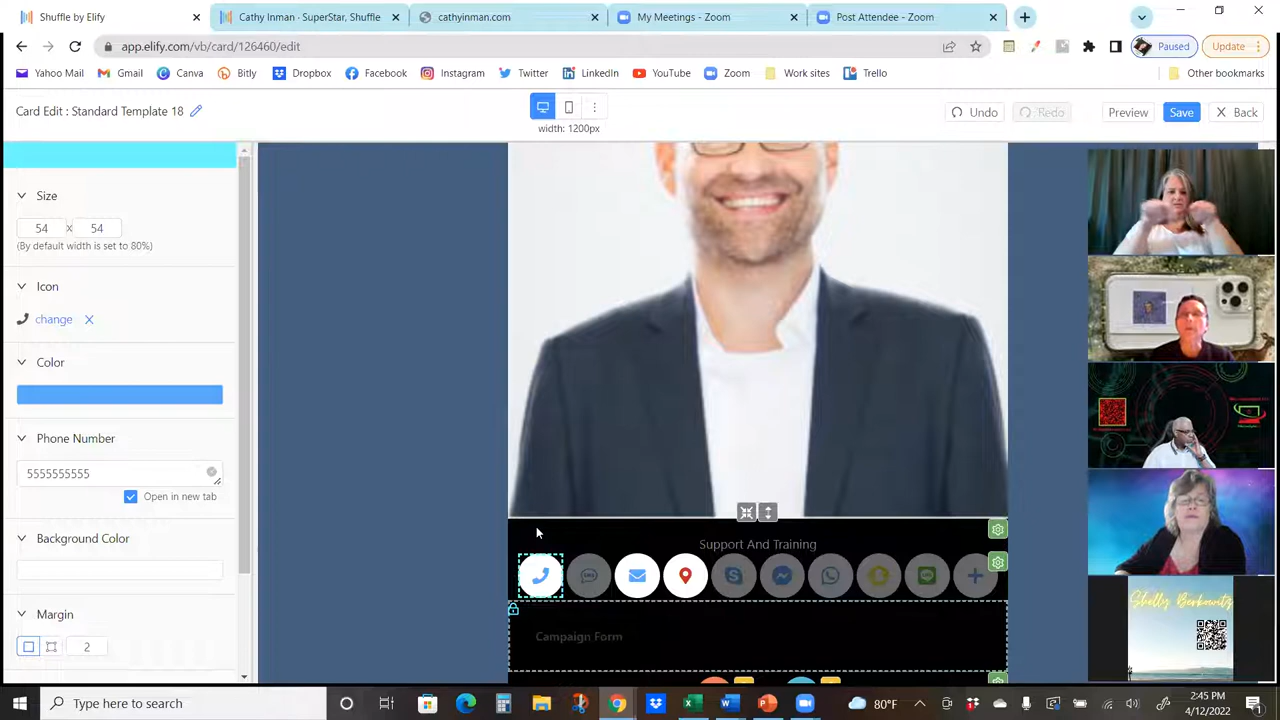 Shuffle by Elify
Cathy Inman · SuperStar, Shuffle
cathyinman.com
My Meetings - Zoom
Post Attendee - Zoom
app.elify.com/vb/card/126460/edit
Paused
Update
Yahoo Mail
Gmail
Canva
Bitly
Dropbox
Facebook
Instagram
Twitter
LinkedIn
YouTube
Zoom
Work sites
Trello
Other bookmarks
Card Edit : Standard Template 18
width: 1200px
Undo
Redo
Preview
Save
Back
Size
54 x 54
(By default width is set to 80%)
Icon
change
Color
Phone Number
5555555555
Open in new tab
Background Color
Margin
2
Support And Training
SMS
Campaign Form
Shelly Berkowitz
Type here to search
80°F
2:45 PM
4/12/2022